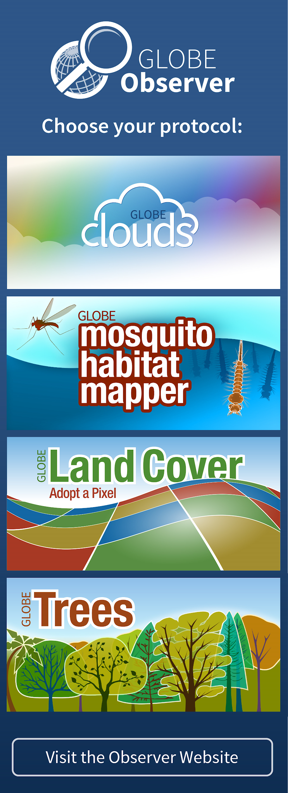 GLOBE
Observer
Choose your protocol:
GLOBE
clouds
GLOBE
mosquito
habitat
mapper
GLOBE
Land Cover
Adopt a Pixel
GLOBE
Trees
Visit the Observer Website